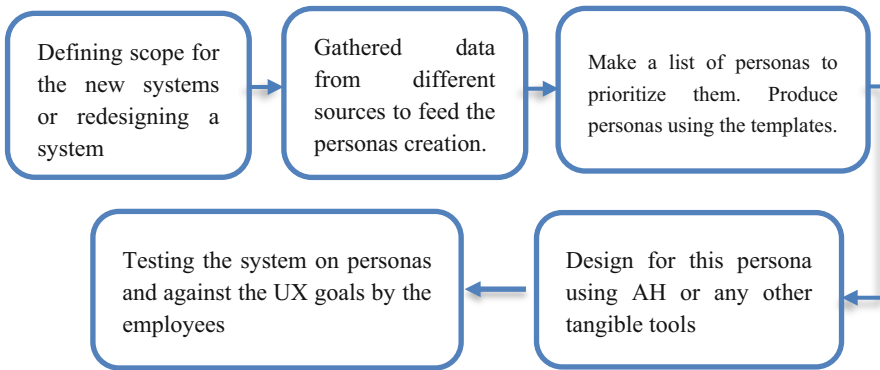 Defining scope for
the new systems
or redesigning a
system
Gathered data
from different
sources to feed the
personas creation.
Make a list of personas to
prioritize them. Produce
personas using the templates.
Design for this persona
using AH or any other
tangible tools
Testing the system on personas
and against the UX goals by the
employees